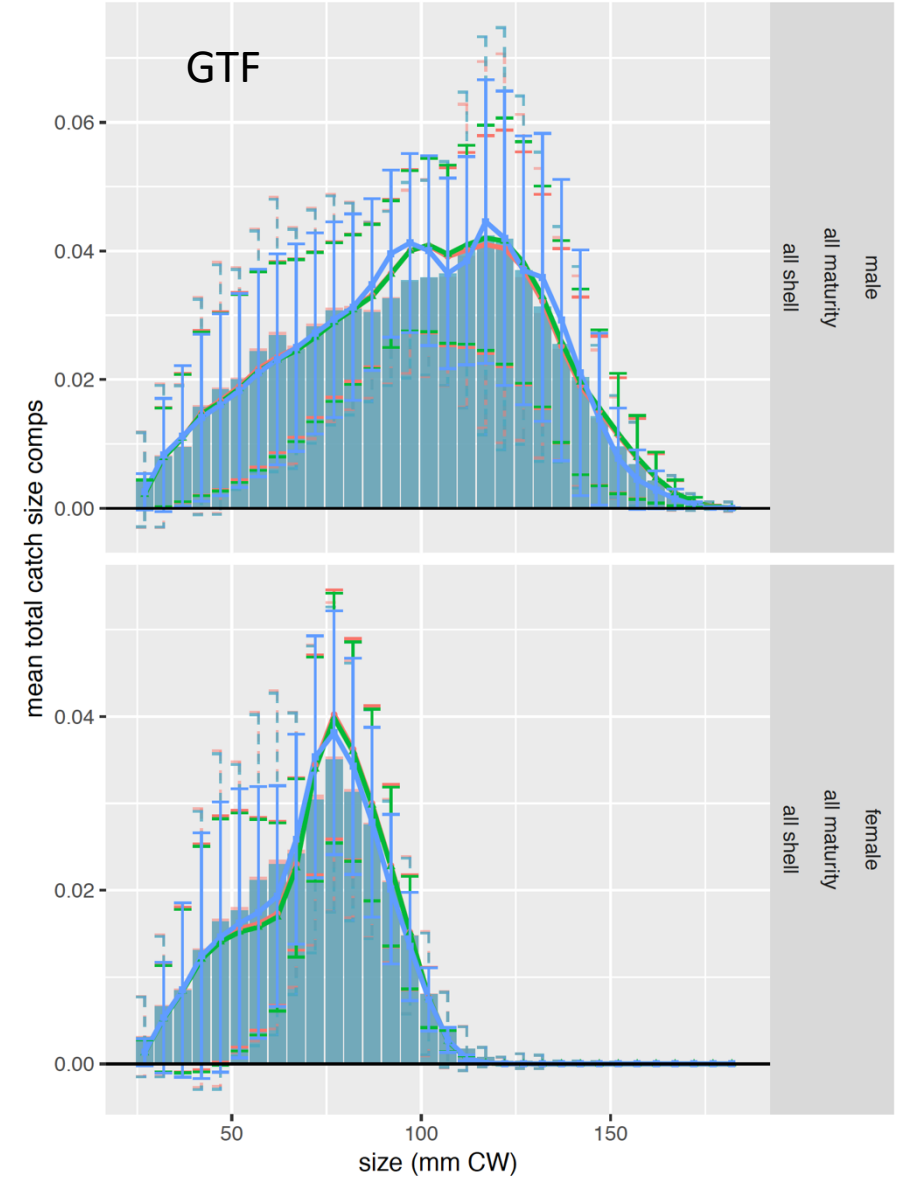 GTF
0.06
0.04
0.02
0.00
male
all maturity
all shell
mean total catch size comps
0.04
0.02
0.00
female
all maturity
all shell
50
100
150
size (mm CW)